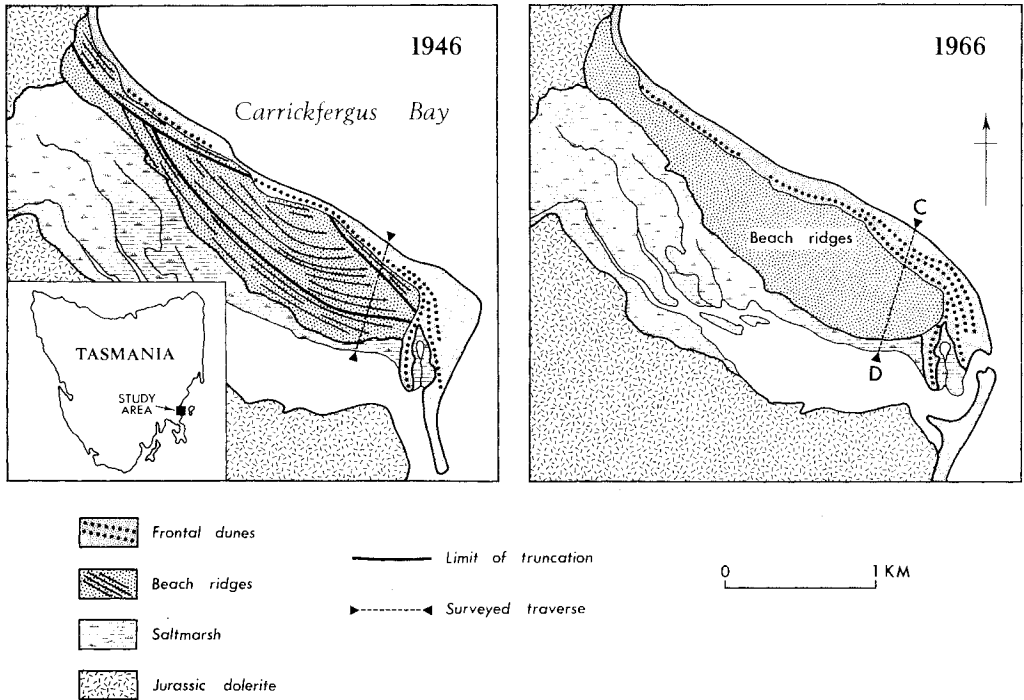 1946
Carrickfergus Bay
TASMANIA
STUDY
AREA
1966
C
Beach ridges
D
Frontal dunes
Beach ridges
Saltmarsh
Jurassic dolerite
Limit of truncation
Surveyed traverse
0 1 KM